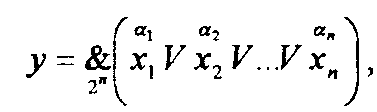 y = &_{2^n} ( x_1^{α_1} V x_2^{α_2} V...V x_n^{α_n} ),